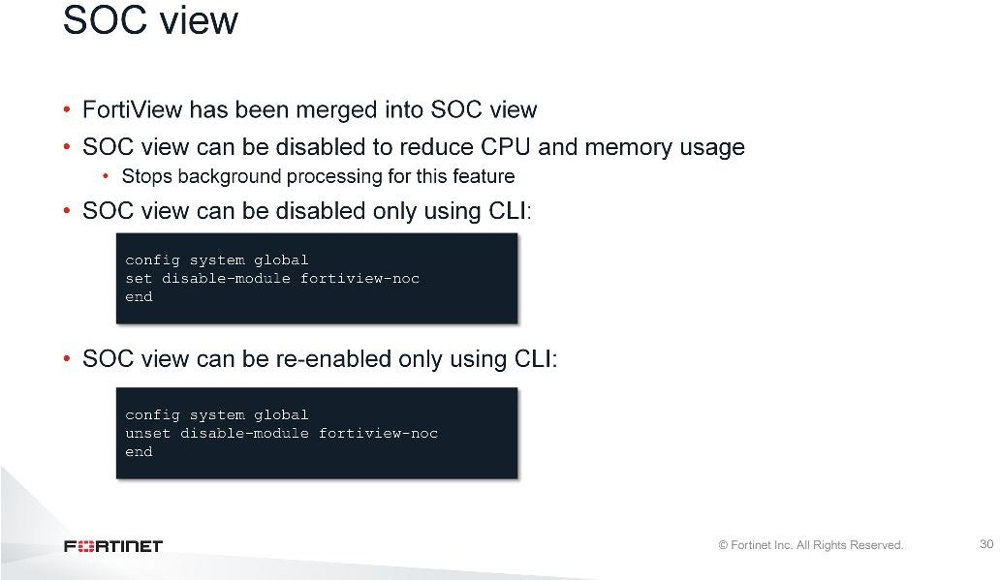 SOC view
• FortiView has been merged into SOC view
• SOC view can be disabled to reduce CPU and memory usage
• Stops background processing for this feature
• SOC view can be disabled only using CLI:
config system global
set disable-module fortiview-noc
end
• SOC view can be re-enabled only using CLI:
config system global
unset disable-module fortiview-noc
end
FORTINET
© Fortinet Inc. All Rights Reserved.
30